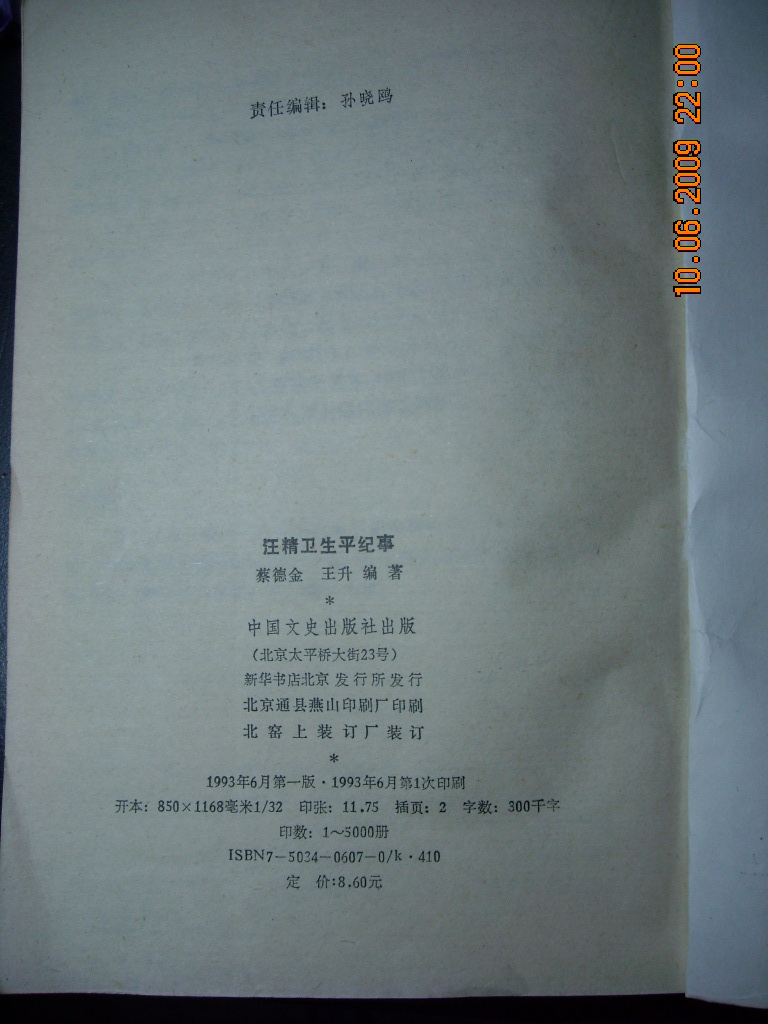 责任编辑：孙晓鸥
汪精卫生平纪事
蔡德金 王升 编 著
*
中国文史出版社出版
（北京太平桥大街23号）
新华书店北京发行所发行
北京通县燕山印刷厂印刷
北窑上装订厂装订
*
1993年6月第一版·1993年6月第1次印刷
开本：850×1168毫米1/32 印张：11.75 插页：2 字数：300千字
印数：1～5000册
ISBN7-5034-0607-0/k·410
定 价：8.60元
10.06.2009 22:00